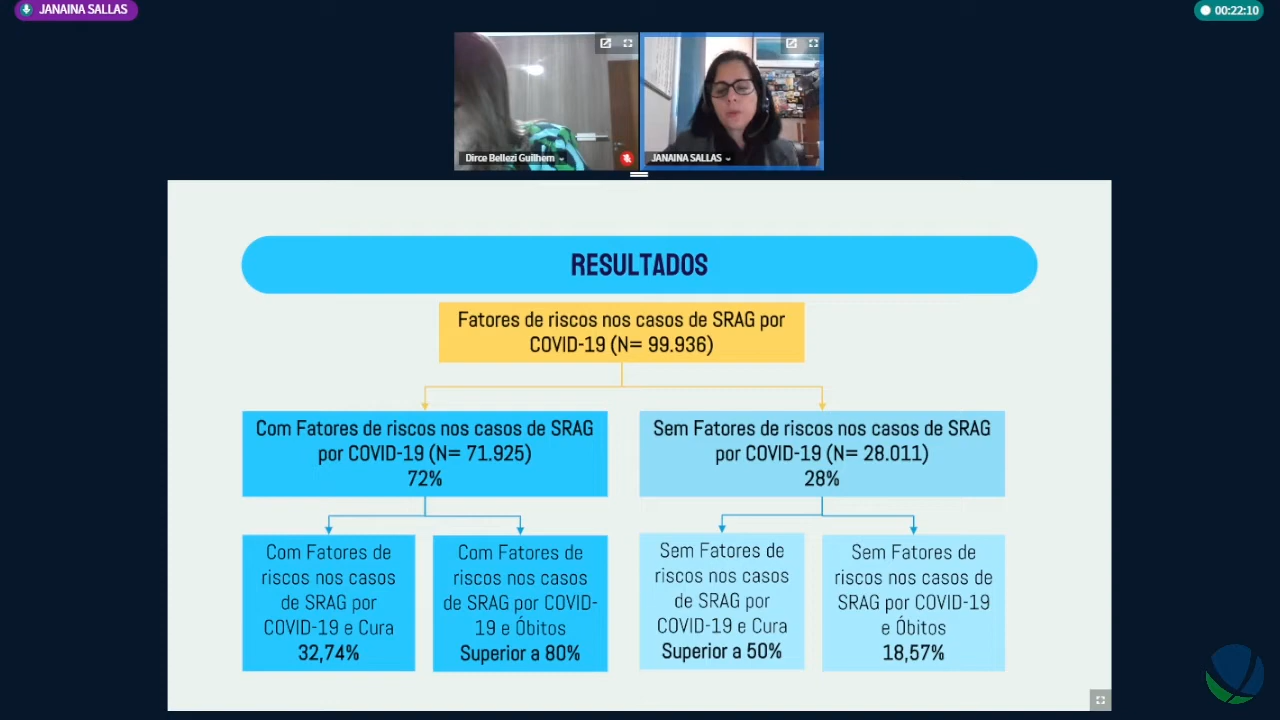 JANAINA SALLAS
00:22:10
Dirce Bellezi Guilhem
JANAINA SALLAS
RESULTADOS
Fatores de riscos nos casos de SRAG por
COVID-19 (N= 99.936)
Com Fatores de riscos nos casos de SRAG
por COVID-19 (N= 71.925)
72%
Sem Fatores de riscos nos casos de SRAG
por COVID-19 (N= 28.011)
28%
Com Fatores de
riscos nos casos
de SRAG por
COVID-19 e Cura
32,74%
Com Fatores de
riscos nos casos
de SRAG por COVID-
19 e Óbitos
Superior a 80%
Sem Fatores de
riscos nos casos
de SRAG por
COVID-19 e Cura
Superior a 50%
Sem Fatores de
riscos nos casos de
SRAG por COVID-19
e Óbitos
18,57%